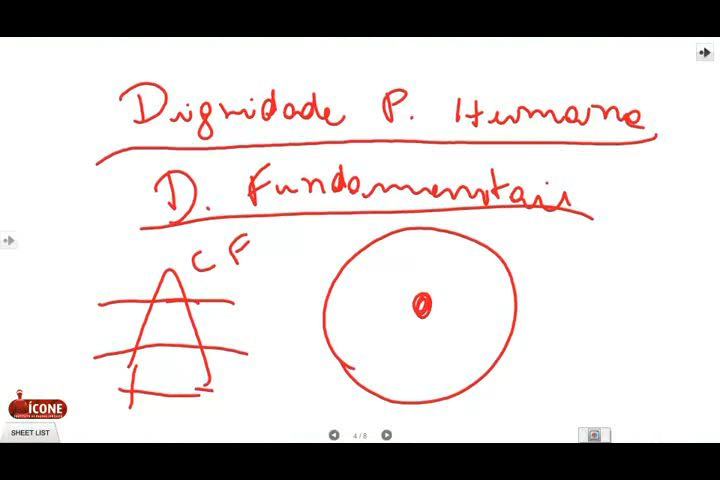 Dignidade P. Humana
D. Fundamentais
CF
ÍCONE
SHEET LIST
4 / 8